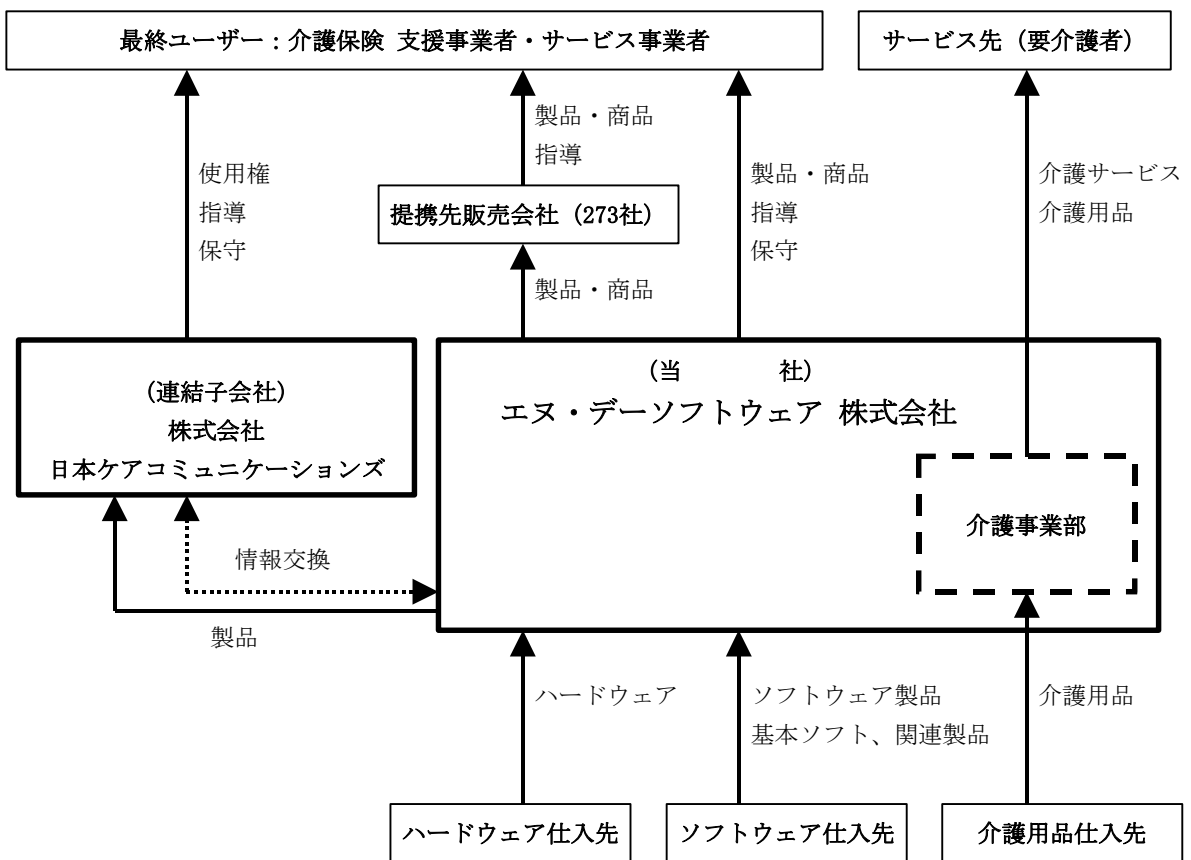 最終ユーザー：介護保険 支援事業者・サービス事業者
サービス先（要介護者）
製品・商品
指導
使用権
指導
保守
製品・商品
指導
保守
介護サービス
介護用品
提携先販売会社（273社）
製品・商品
（連結子会社）
株式会社
日本ケアコミュニケーションズ
（当　　　社）
エヌ・デーソフトウェア 株式会社
介護事業部
情報交換
製品
ハードウェア
ソフトウェア製品
基本ソフト、関連製品
介護用品
ハードウェア仕入先
ソフトウェア仕入先
介護用品仕入先